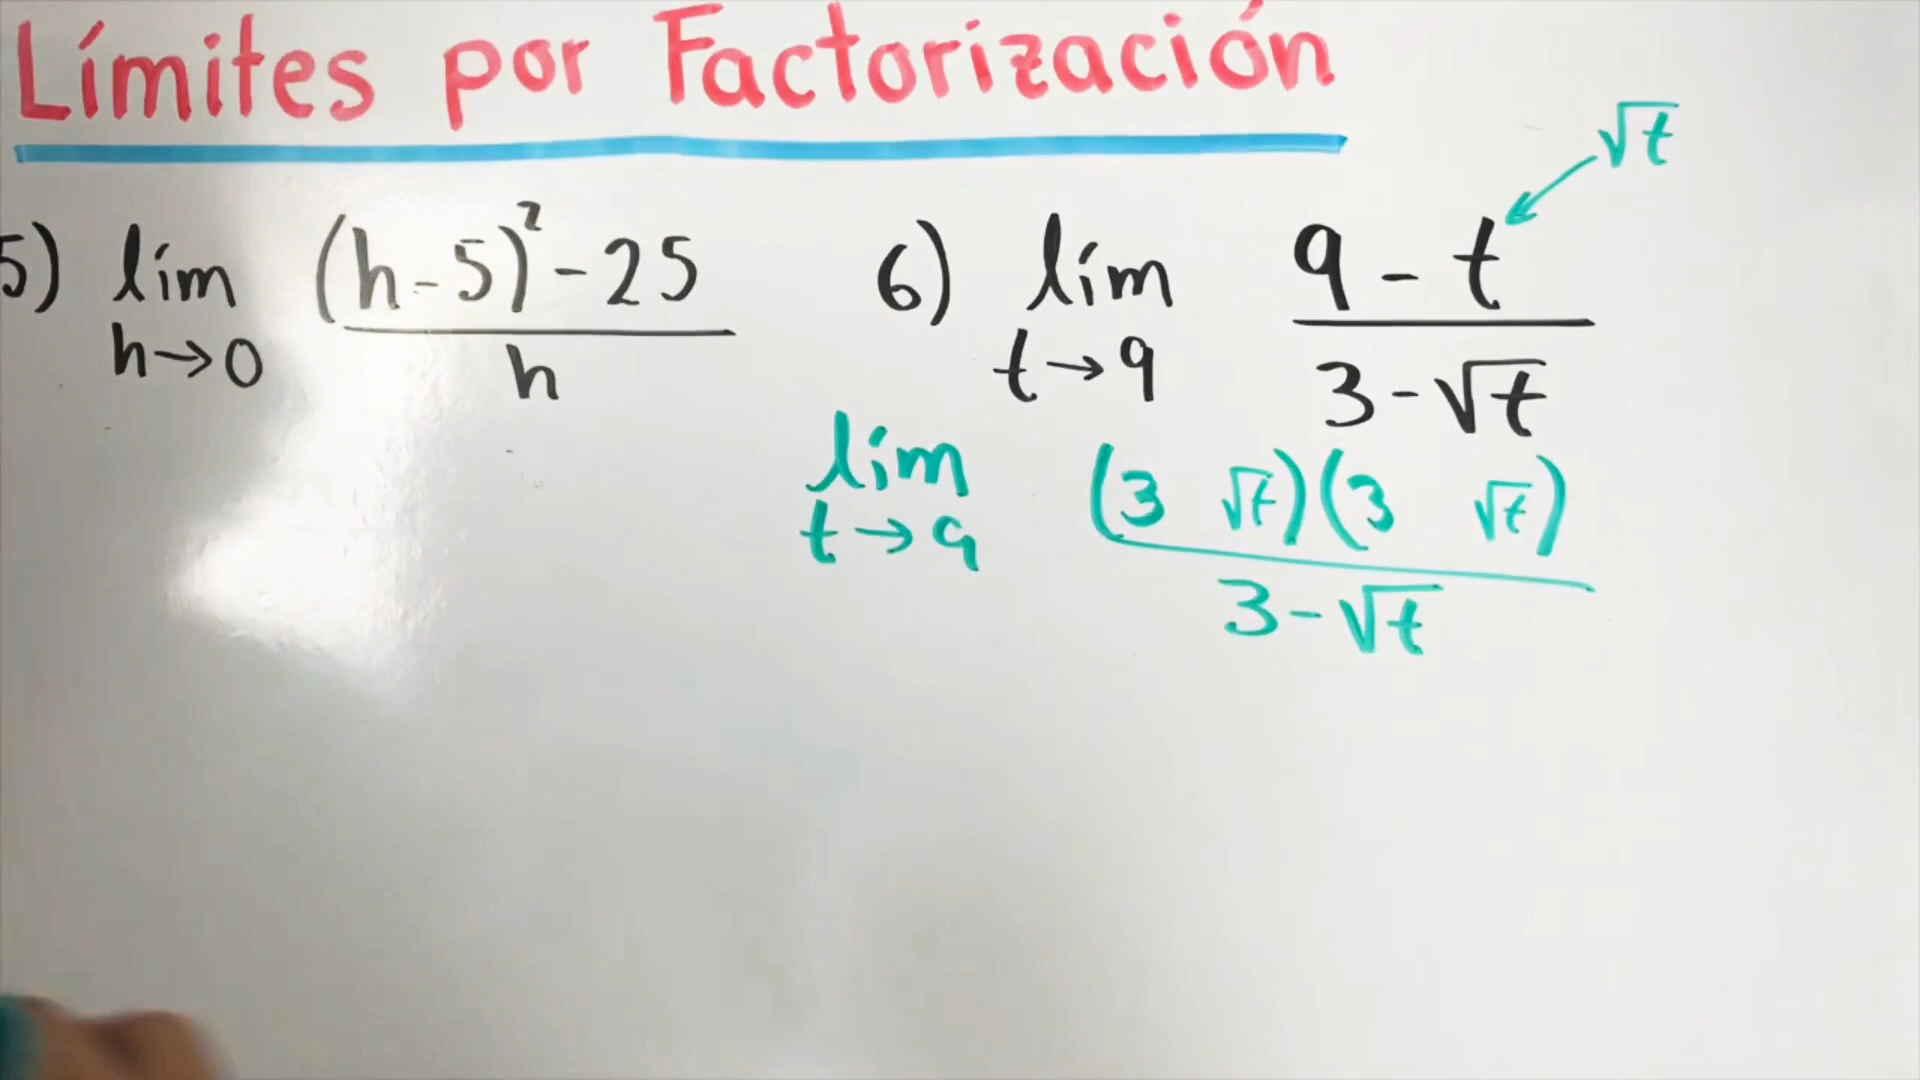 Límites por Factorización
√t
5) lím h→0 (h-5)² - 25 / h
6) lím t→9 9 - t / 3 - √t
lím t→9 (3 √t)(3 √t) / 3 - √t